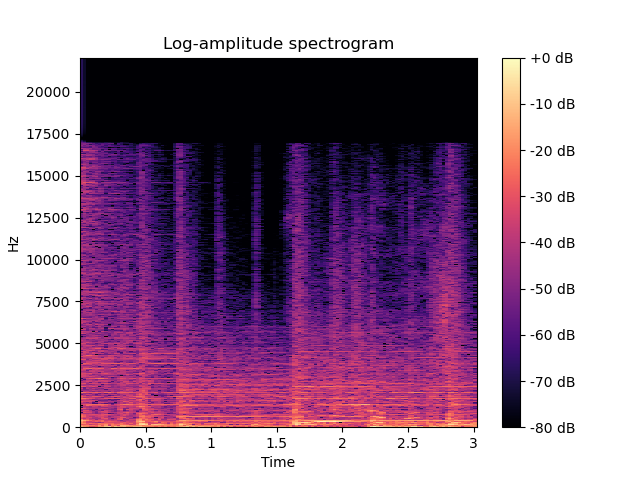 Log-amplitude spectrogram
Hz
20000
17500
15000
12500
10000
7500
5000
2500
0
0 0.5 1 1.5 2 2.5 3
Time
+0 dB
-10 dB
-20 dB
-30 dB
-40 dB
-50 dB
-60 dB
-70 dB
-80 dB